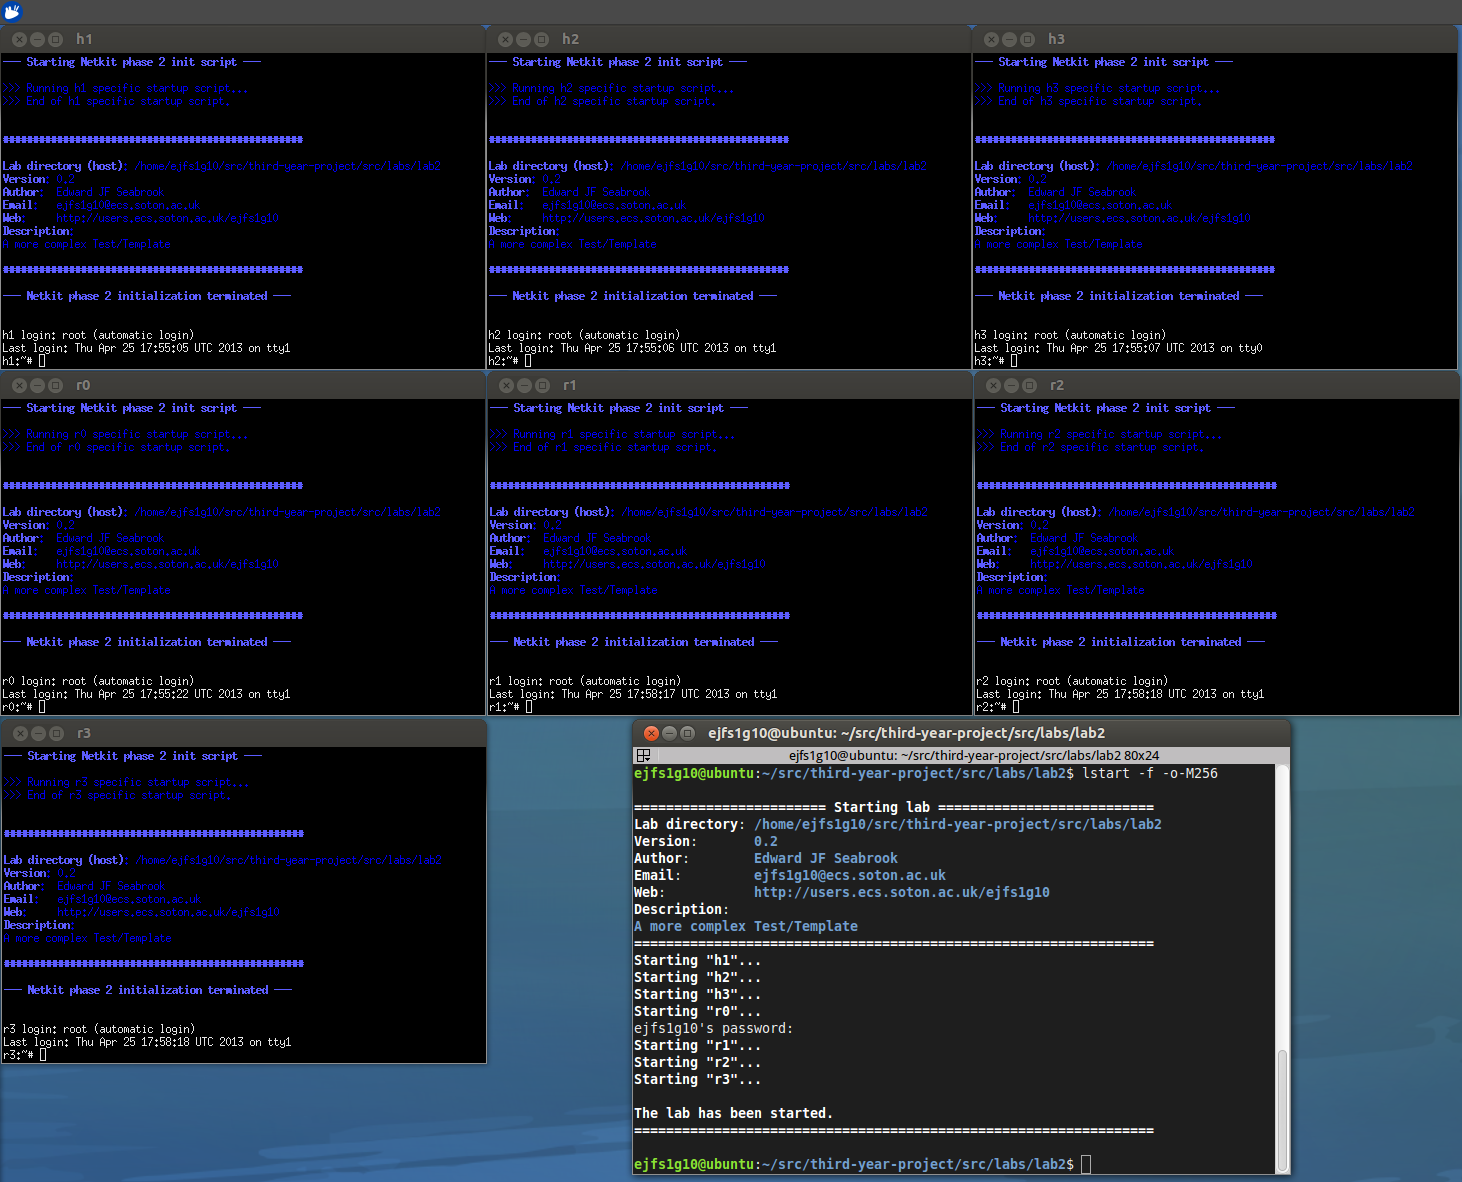 h1
--- Starting Netkit phase 2 init script ---
>>> Running h1 specific startup script...
>>> End of h1 specific startup script.
##################################################
Lab directory (host): /home/ejfs1g10/src/third-year-project/src/labs/lab2
Version: 0.2
Author: Edward JF Seabrook
Email: ejfs1g10@ecs.soton.ac.uk
Web: http://users.ecs.soton.ac.uk/ejfs1g10
Description:
A more complex Test/Template
##################################################
--- Netkit phase 2 initialization terminated ---
h1 login: root (automatic login)
Last login: Thu Apr 25 17:55:05 UTC 2013 on tty1
h1:~#
h2
--- Starting Netkit phase 2 init script ---
>>> Running h2 specific startup script...
>>> End of h2 specific startup script.
##################################################
Lab directory (host): /home/ejfs1g10/src/third-year-project/src/labs/lab2
Version: 0.2
Author: Edward JF Seabrook
Email: ejfs1g10@ecs.soton.ac.uk
Web: http://users.ecs.soton.ac.uk/ejfs1g10
Description:
A more complex Test/Template
##################################################
--- Netkit phase 2 initialization terminated ---
h2 login: root (automatic login)
Last login: Thu Apr 25 17:55:06 UTC 2013 on tty1
h2:~#
h3
--- Starting Netkit phase 2 init script ---
>>> Running h3 specific startup script...
>>> End of h3 specific startup script.
##################################################
Lab directory (host): /home/ejfs1g10/src/third-year-project/src/labs/lab2
Version: 0.2
Author: Edward JF Seabrook
Email: ejfs1g10@ecs.soton.ac.uk
Web: http://users.ecs.soton.ac.uk/ejfs1g10
Description:
A more complex Test/Template
##################################################
--- Netkit phase 2 initialization terminated ---
h3 login: root (automatic login)
Last login: Thu Apr 25 17:55:07 UTC 2013 on tty0
h3:~#
r0
--- Starting Netkit phase 2 init script ---
>>> Running r0 specific startup script...
>>> End of r0 specific startup script.
##################################################
Lab directory (host): /home/ejfs1g10/src/third-year-project/src/labs/lab2
Version: 0.2
Author: Edward JF Seabrook
Email: ejfs1g10@ecs.soton.ac.uk
Web: http://users.ecs.soton.ac.uk/ejfs1g10
Description:
A more complex Test/Template
##################################################
--- Netkit phase 2 initialization terminated ---
r0 login: root (automatic login)
Last login: Thu Apr 25 17:55:22 UTC 2013 on tty1
r0:~#
r1
--- Starting Netkit phase 2 init script ---
>>> Running r1 specific startup script...
>>> End of r1 specific startup script.
##################################################
Lab directory (host): /home/ejfs1g10/src/third-year-project/src/labs/lab2
Version: 0.2
Author: Edward JF Seabrook
Email: ejfs1g10@ecs.soton.ac.uk
Web: http://users.ecs.soton.ac.uk/ejfs1g10
Description:
A more complex Test/Template
##################################################
--- Netkit phase 2 initialization terminated ---
r1 login: root (automatic login)
Last login: Thu Apr 25 17:58:17 UTC 2013 on tty1
r1:~#
r2
--- Starting Netkit phase 2 init script ---
>>> Running r2 specific startup script...
>>> End of r2 specific startup script.
##################################################
Lab directory (host): /home/ejfs1g10/src/third-year-project/src/labs/lab2
Version: 0.2
Author: Edward JF Seabrook
Email: ejfs1g10@ecs.soton.ac.uk
Web: http://users.ecs.soton.ac.uk/ejfs1g10
Description:
A more complex Test/Template
##################################################
--- Netkit phase 2 initialization terminated ---
r2 login: root (automatic login)
Last login: Thu Apr 25 17:58:18 UTC 2013 on tty1
r2:~#
r3
--- Starting Netkit phase 2 init script ---
>>> Running r3 specific startup script...
>>> End of r3 specific startup script.
##################################################
Lab directory (host): /home/ejfs1g10/src/third-year-project/src/labs/lab2
Version: 0.2
Author: Edward JF Seabrook
Email: ejfs1g10@ecs.soton.ac.uk
Web: http://users.ecs.soton.ac.uk/ejfs1g10
Description:
A more complex Test/Template
##################################################
--- Netkit phase 2 initialization terminated ---
r3 login: root (automatic login)
Last login: Thu Apr 25 17:58:18 UTC 2013 on tty1
r3:~#
ejfs1g10@ubuntu: ~/src/third-year-project/src/labs/lab2
ejfs1g10@ubuntu: ~/src/third-year-project/src/labs/lab2 80x24
ejfs1g10@ubuntu:~/src/third-year-project/src/labs/lab2$ lstart -f -o-M256
======================== Starting lab ===========================
Lab directory: /home/ejfs1g10/src/third-year-project/src/labs/lab2
Version: 0.2
Author: Edward JF Seabrook
Email: ejfs1g10@ecs.soton.ac.uk
Web: http://users.ecs.soton.ac.uk/ejfs1g10
Description:
A more complex Test/Template
=================================================================
Starting "h1"...
Starting "h2"...
Starting "h3"...
Starting "r0"...
ejfs1g10's password:
Starting "r1"...
Starting "r2"...
Starting "r3"...
The lab has been started.
=================================================================
ejfs1g10@ubuntu:~/src/third-year-project/src/labs/lab2$